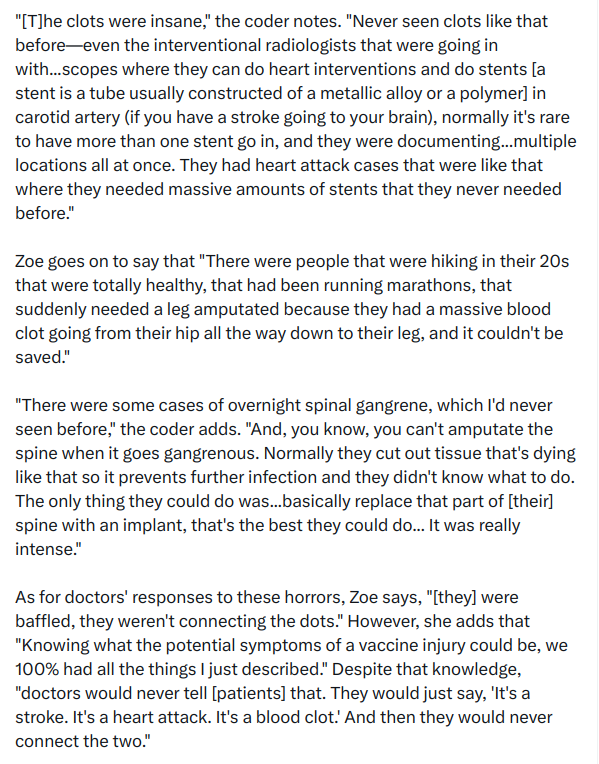 "[T]he clots were insane," the coder notes. "Never seen clots like that
before—even the interventional radiologists that were going in
with...scopes where they can do heart interventions and do stents [a
stent is a tube usually constructed of a metallic alloy or a polymer] in
carotid artery (if you have a stroke going to your brain), normally it's rare
to have more than one stent go in, and they were documenting...multiple
locations all at once. They had heart attack cases that were like that
where they needed massive amounts of stents that they never needed
before."
Zoe goes on to say that "There were people that were hiking in their 20s
that were totally healthy, that had been running marathons, that
suddenly needed a leg amputated because they had a massive blood
clot going from their hip all the way down to their leg, and it couldn't be
saved."
"There were some cases of overnight spinal gangrene, which I'd never
seen before," the coder adds. "And, you know, you can't amputate the
spine when it goes gangrenous. Normally they cut out tissue that's dying
like that so it prevents further infection and they didn't know what to do.
The only thing they could do was...basically replace that part of [their]
spine with an implant, that's the best they could do... It was really
intense."
As for doctors' responses to these horrors, Zoe says, "[they] were
baffled, they weren't connecting the dots." However, she adds that
"Knowing what the potential symptoms of a vaccine injury could be, we
100% had all the things I just described." Despite that knowledge,
"doctors would never tell [patients] that. They would just say, 'It's a
stroke. It's a heart attack. It's a blood clot.' And then they would never
connect the two."